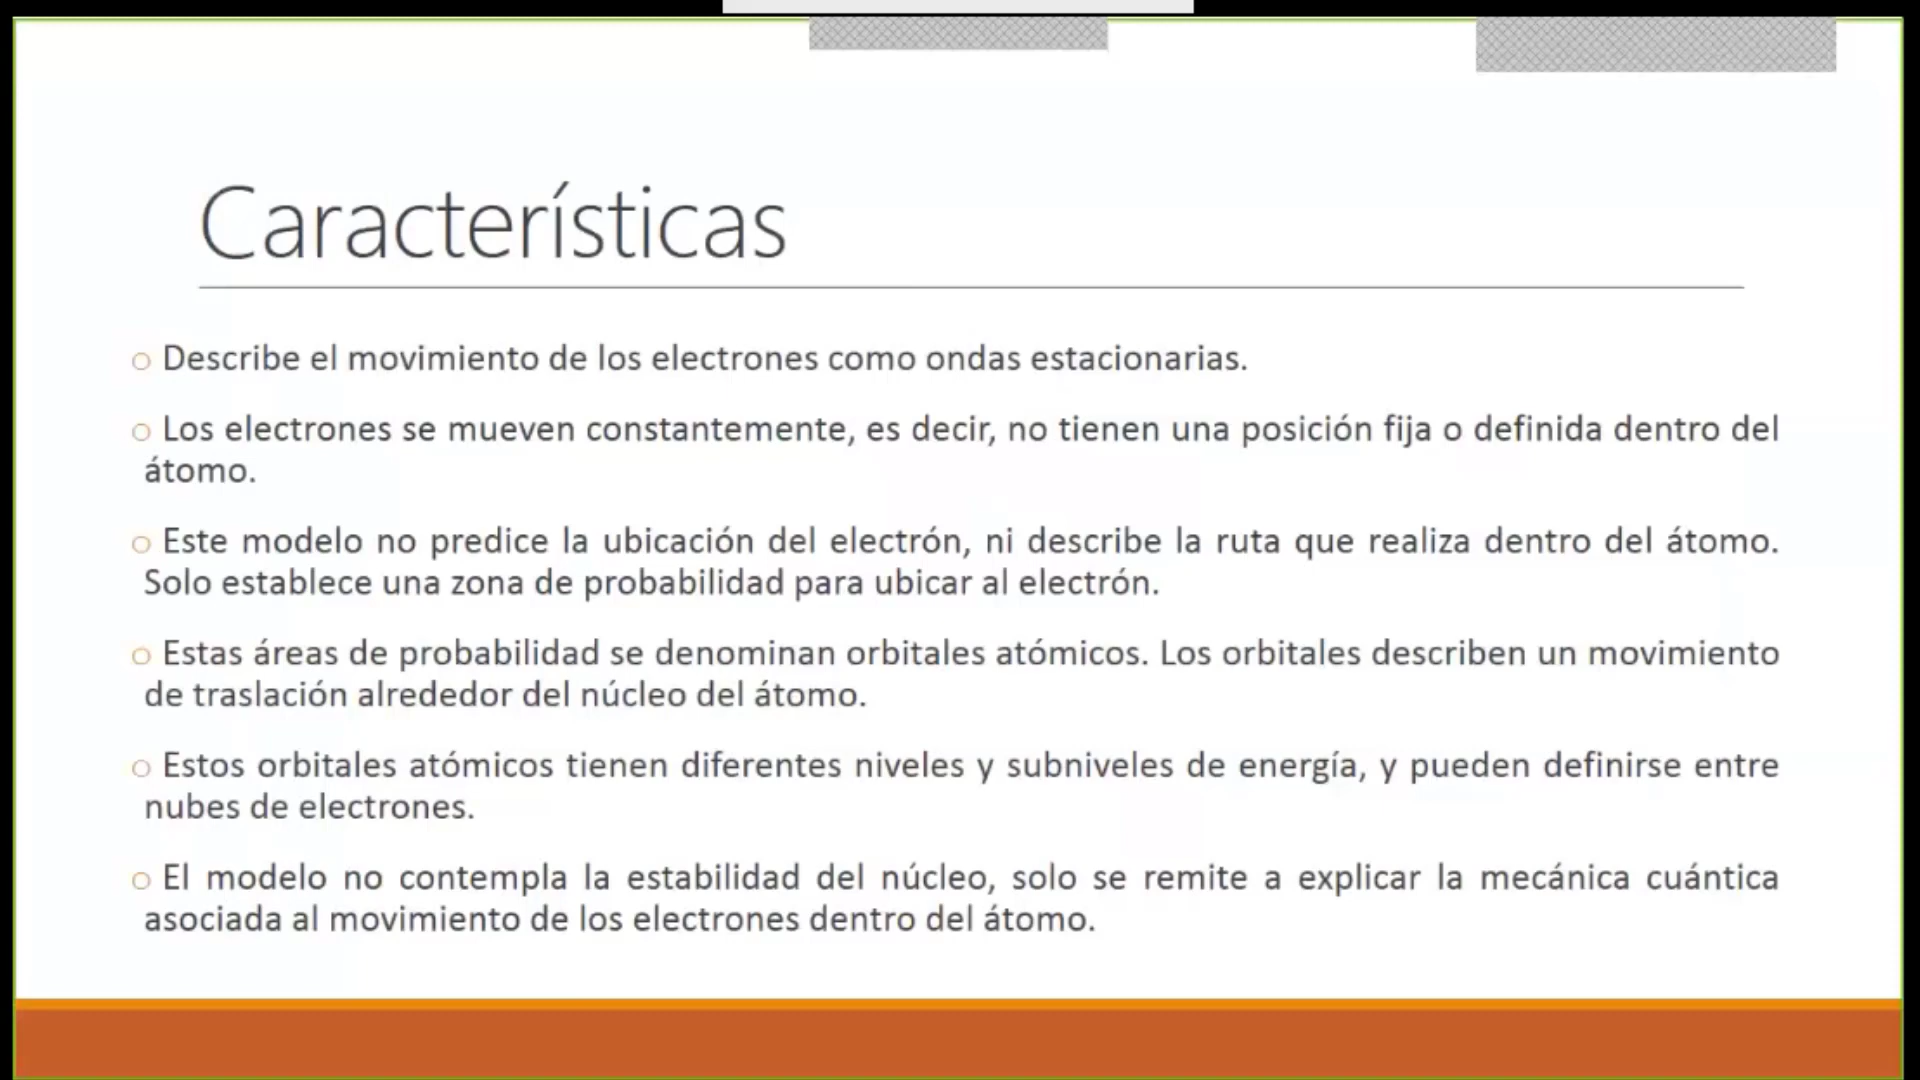 Características
o Describe el movimiento de los electrones como ondas estacionarias.
o Los electrones se mueven constantemente, es decir, no tienen una posición fija o definida dentro del
átomo.
o Este modelo no predice la ubicación del electrón, ni describe la ruta que realiza dentro del átomo.
Solo establece una zona de probabilidad para ubicar al electrón.
o Estas áreas de probabilidad se denominan orbitales atómicos. Los orbitales describen un movimiento
de traslación alrededor del núcleo del átomo.
o Estos orbitales atómicos tienen diferentes niveles y subniveles de energía, y pueden definirse entre
nubes de electrones.
o El modelo no contempla la estabilidad del núcleo, solo se remite a explicar la mecánica cuántica
asociada al movimiento de los electrones dentro del átomo.